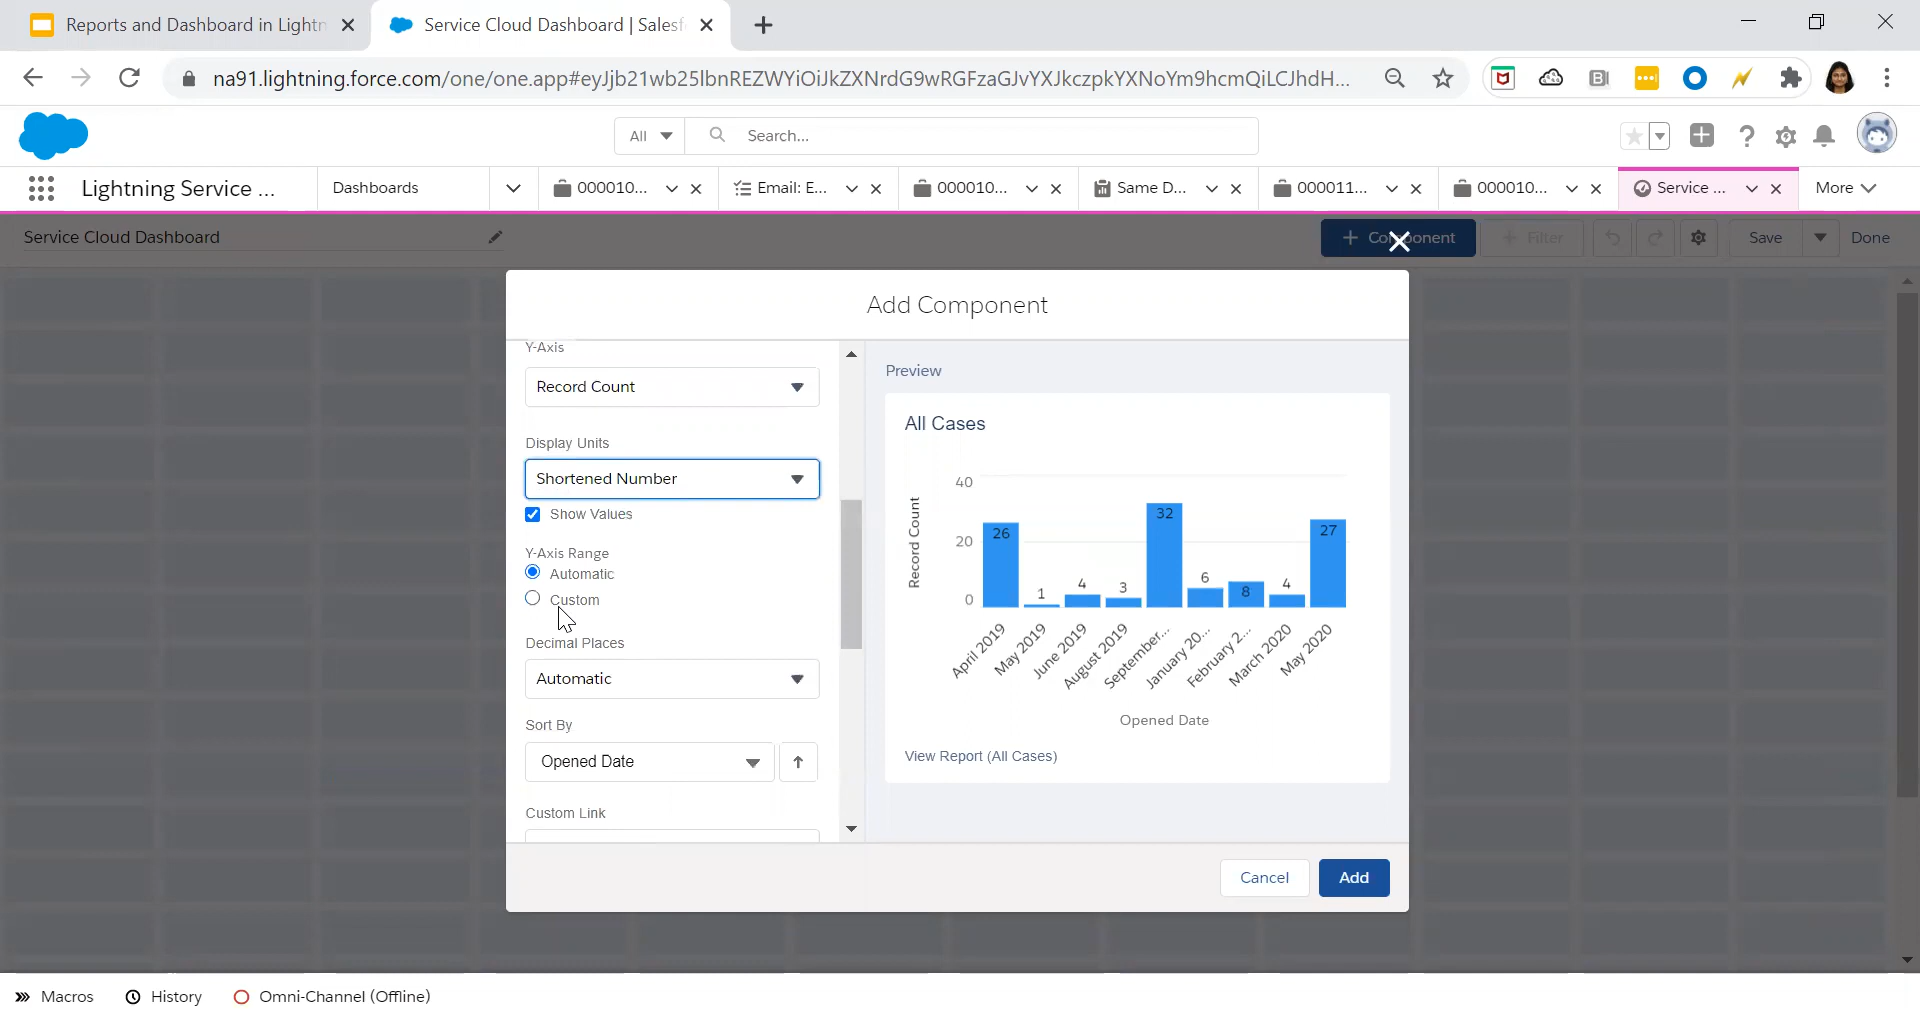 Reports and Dashboard in Lightn
Service Cloud Dashboard | Salesf
na91.lightning.force.com/one/one.app#eyJjb21wb25lbnREZWYiOiJkZXNrdG9wRGFzaGJvYXJkczpkYXNoYm9hcmQiLCJhdH...
All
Search...
Lightning Service ...
Dashboards
000010...
Email: E...
000010...
Same D...
000011...
000010...
Service ...
More
Service Cloud Dashboard
+ Component
+ Filter
Save
Done
Add Component
Y-Axis
Record Count
Display Units
Shortened Number
Show Values
Y-Axis Range
Automatic
Custom
Decimal Places
Automatic
Sort By
Opened Date
Custom Link
Preview
All Cases
Record Count
40
20
0
26
1
4
3
32
6
8
4
27
April 2019
May 2019
June 2019
August 2019
September...
January 20...
February 2...
March 2020
May 2020
Opened Date
View Report (All Cases)
Cancel
Add
Macros
History
Omni-Channel (Offline)